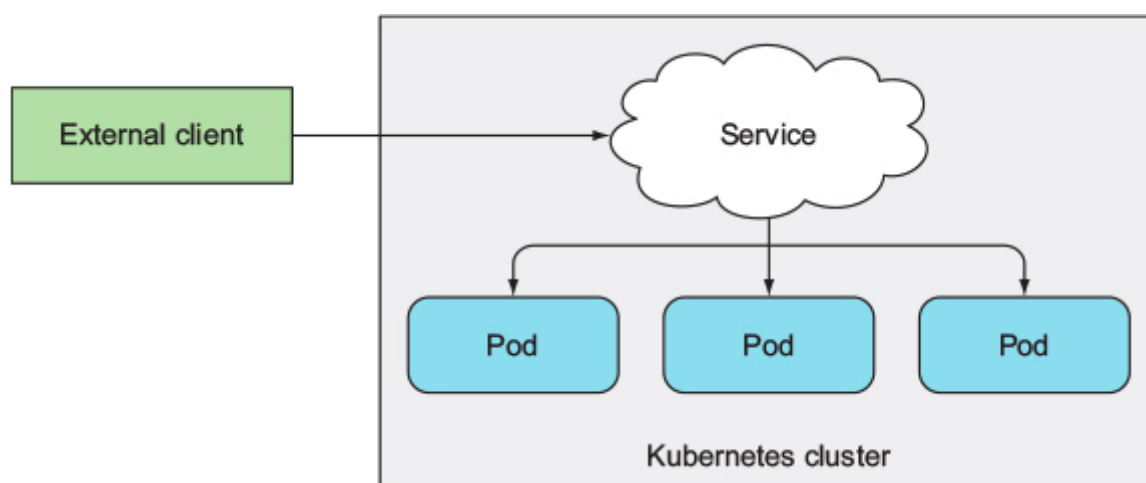 External client
Service
Pod
Pod
Pod
Kubernetes cluster